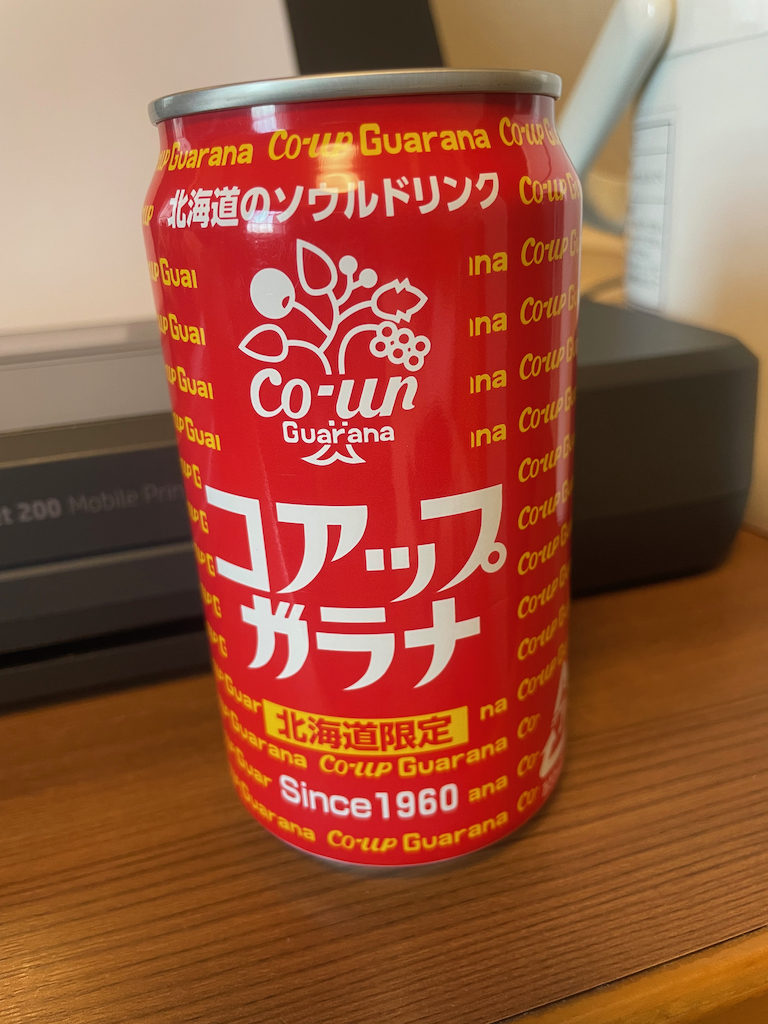 Co-up Guarana Co-up
北海道のソウルドリンク
Co-up
Guarana
コアップ
ガラナ
北海道限定
Co-up Guarana
Since1960
Co-up Guarana
200 Mobile Prin